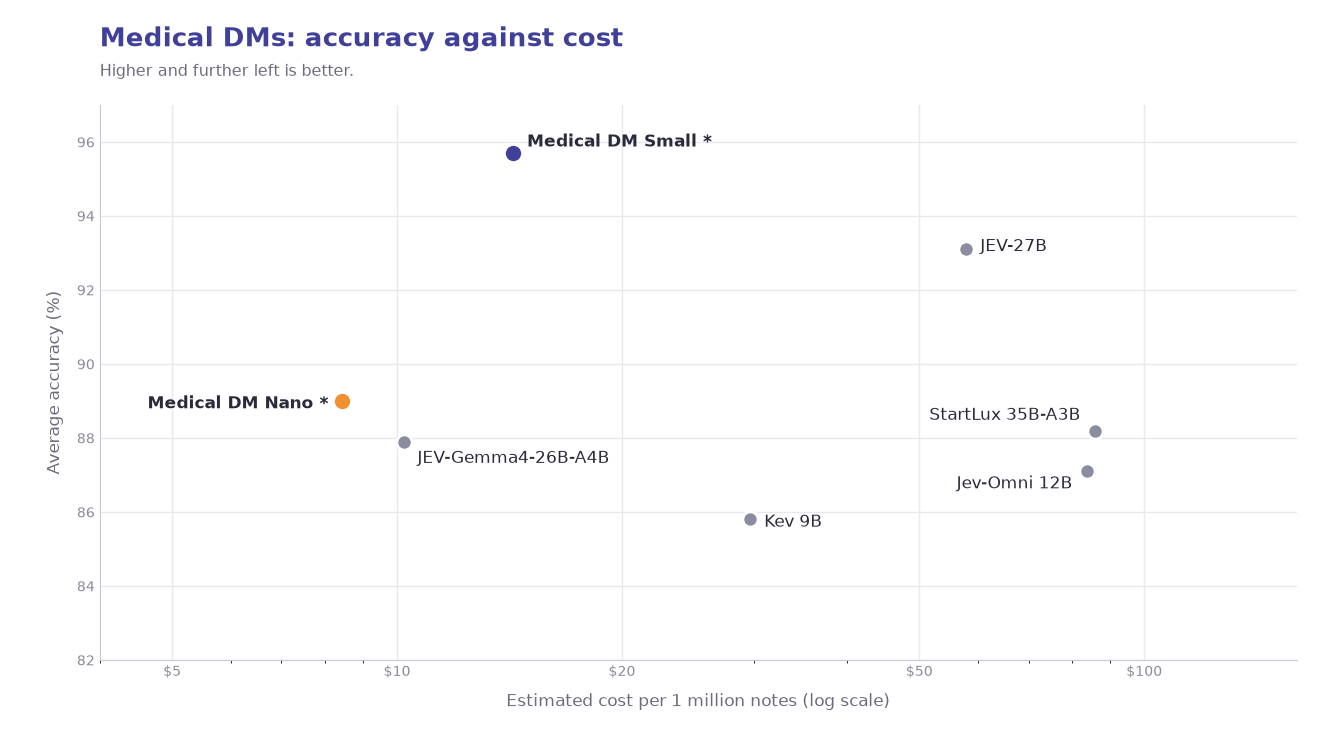 Medical DMs: accuracy against cost
Higher and further left is better.
Average accuracy (%)
96
94
92
90
88
86
84
82
Medical DM Small *
JEV-27B
Medical DM Nano *
StartLux 35B-A3B
JEV-Gemma4-26B-A4B
Jev-Omni 12B
Kev 9B
$5
$10
$20
$50
$100
Estimated cost per 1 million notes (log scale)